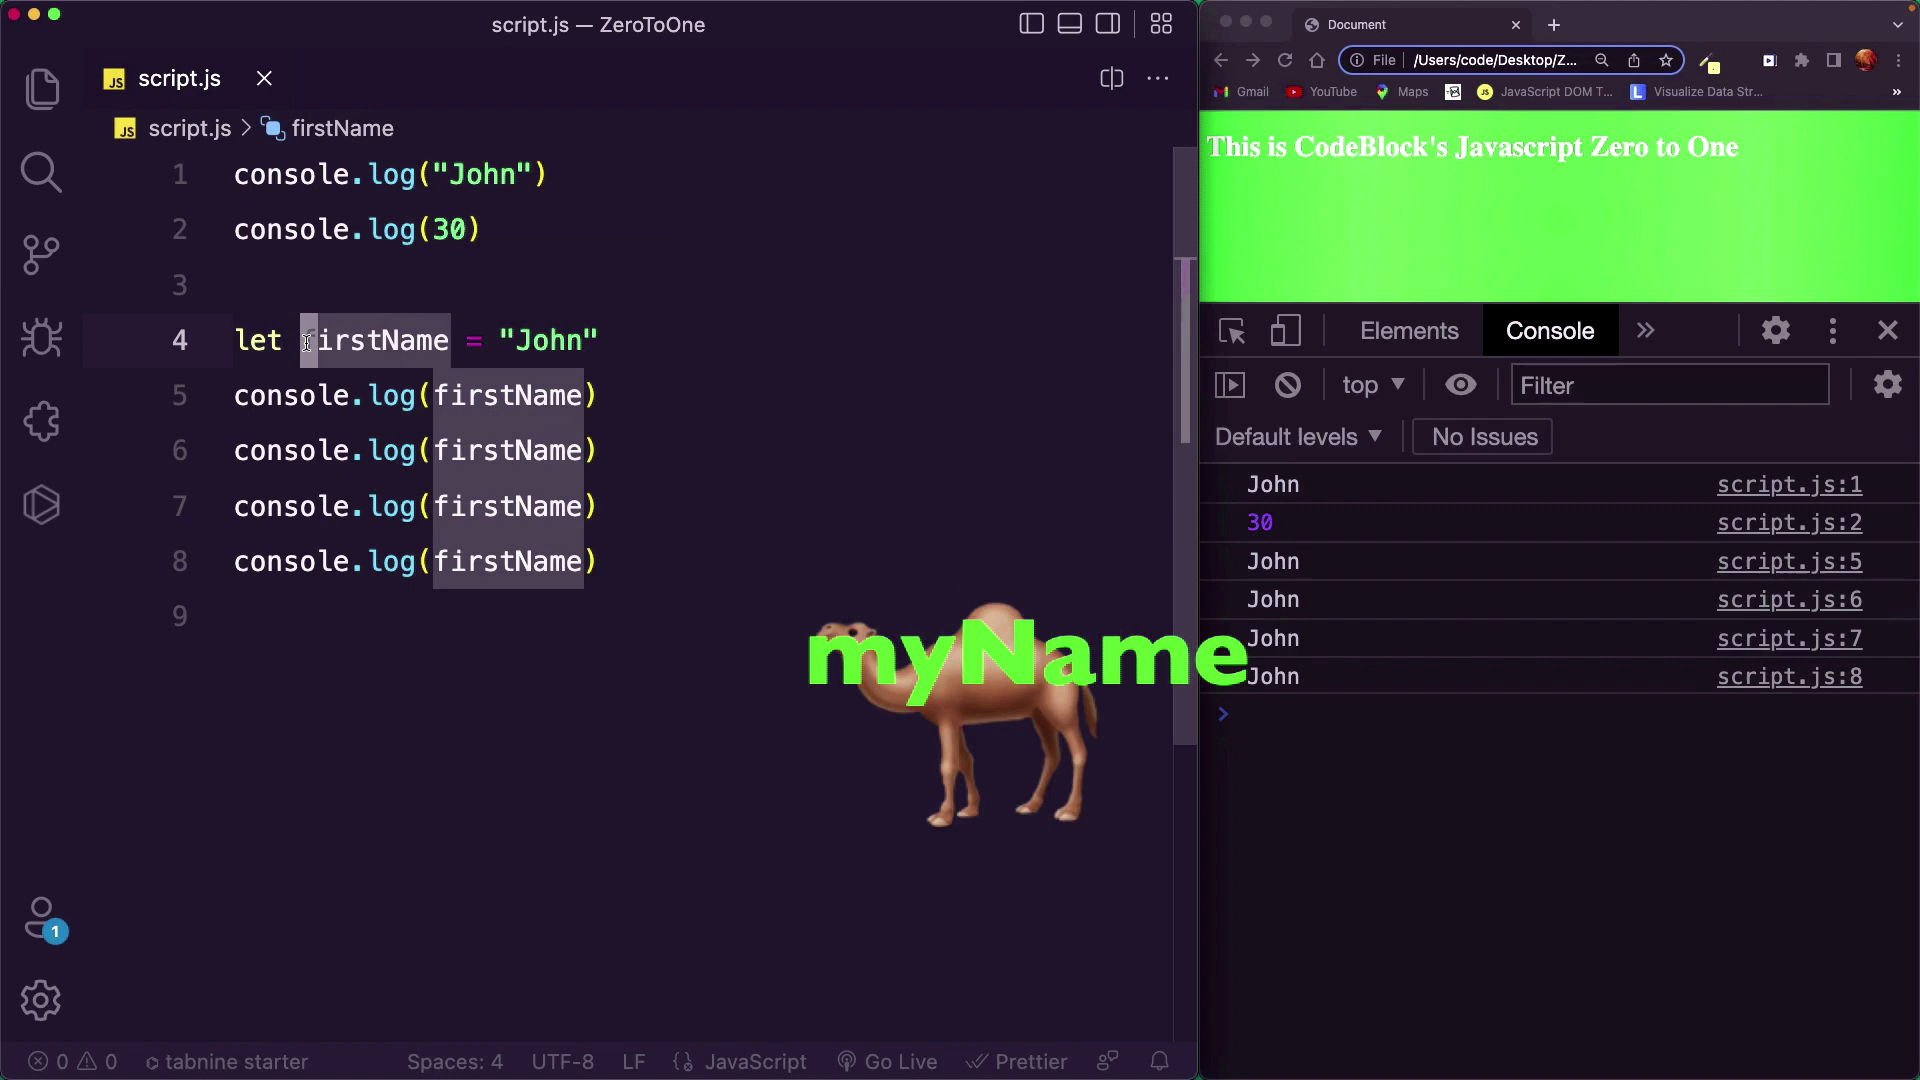 script.js — ZeroToOne
JS script.js
JS script.js > firstName
1 console.log("John")
2 console.log(30)
3
4 let firstName = "John"
5 console.log(firstName)
6 console.log(firstName)
7 console.log(firstName)
8 console.log(firstName)
9
myName
1
0 0 tabnine starter Spaces: 4 UTF-8 LF JavaScript Go Live Prettier
Document
File /Users/code/Desktop/Z...
Gmail YouTube Maps JS JavaScript DOM T... L Visualize Data Str... »
This is CodeBlock's Javascript Zero to One
Elements Console »
top Filter
Default levels No Issues
John script.js:1
30 script.js:2
John script.js:5
John script.js:6
John script.js:7
John script.js:8
>